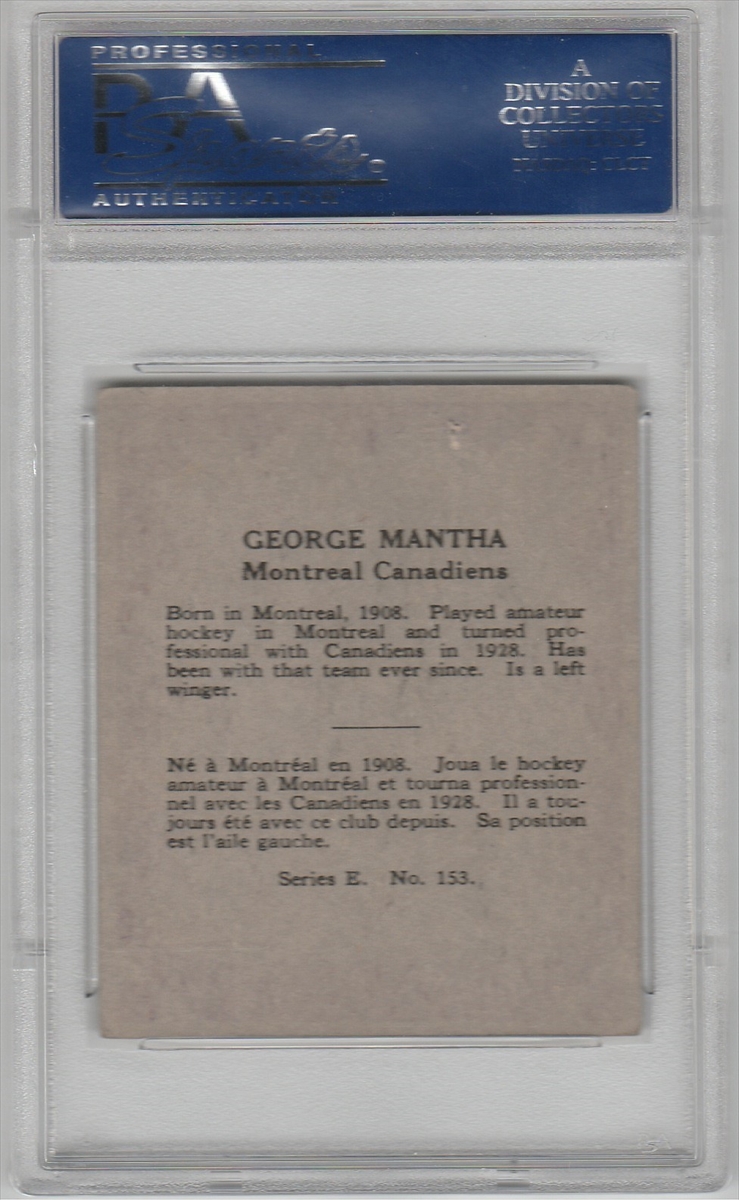 PROFESSIONAL
PSA
AUTHENTICATOR
A
DIVISION OF
COLLECTORS
UNIVERSE
GEORGE MANTHA
Montreal Canadiens
Born in Montreal, 1908. Played amateur
hockey in Montreal and turned pro-
fessional with Canadiens in 1928. Has
been with that team ever since. Is a left
winger.
Né à Montréal en 1908. Joua le hockey
amateur à Montréal et tourna profession-
nel avec les Canadiens en 1928. Il a tou-
jours été avec ce club depuis. Sa position
est l'aile gauche.
Series E. No. 153.